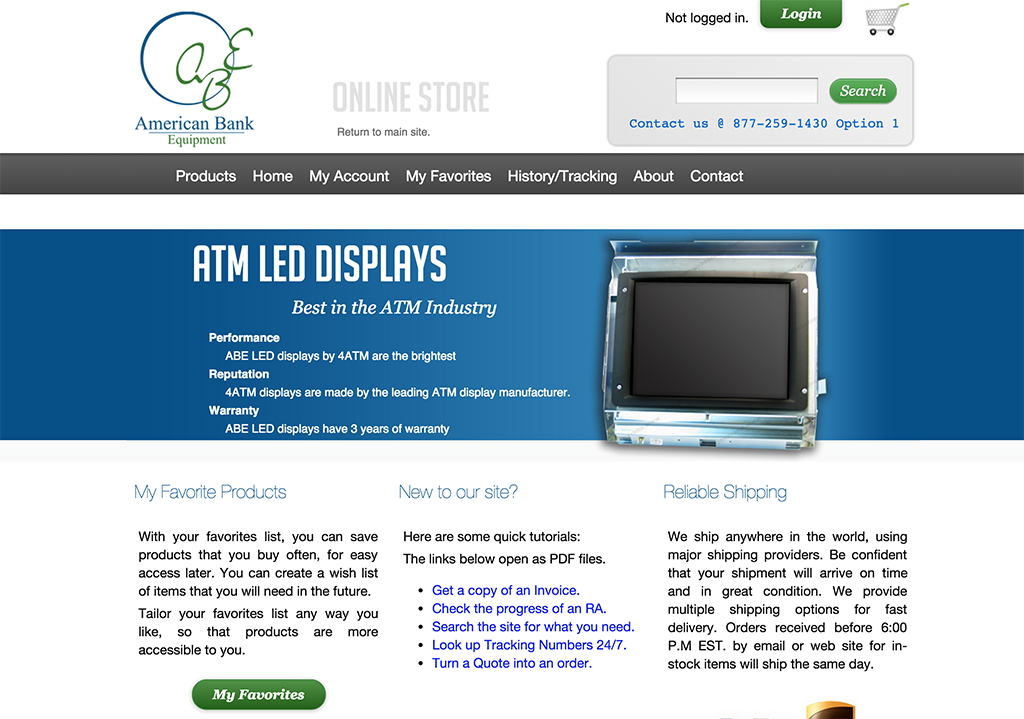 Not logged in.
Login
ABE
American Bank
Equipment
ONLINE STORE
Return to main site.
Search
Contact us @ 877-259-1430 Option 1
Products Home My Account My Favorites History/Tracking About Contact
ATM LED DISPLAYS
Best in the ATM Industry
Performance
ABE LED displays by 4ATM are the brightest
Reputation
4ATM displays are made by the leading ATM display manufacturer.
Warranty
ABE LED displays have 3 years of warranty
My Favorite Products
With your favorites list, you can save
products that you buy often, for easy
access later. You can create a wish list
of items that you will need in the future.
Tailor your favorites list any way you
like, so that products are more
accessible to you.
My Favorites
New to our site?
Here are some quick tutorials:
The links below open as PDF files.
• Get a copy of an Invoice.
• Check the progress of an RA.
• Search the site for what you need.
• Look up Tracking Numbers 24/7.
• Turn a Quote into an order.
Reliable Shipping
We ship anywhere in the world, using
major shipping providers. Be confident
that your shipment will arrive on time
and in great condition. We provide
multiple shipping options for fast
delivery. Orders received before 6:00
P.M EST. by email or web site for in-
stock items will ship the same day.